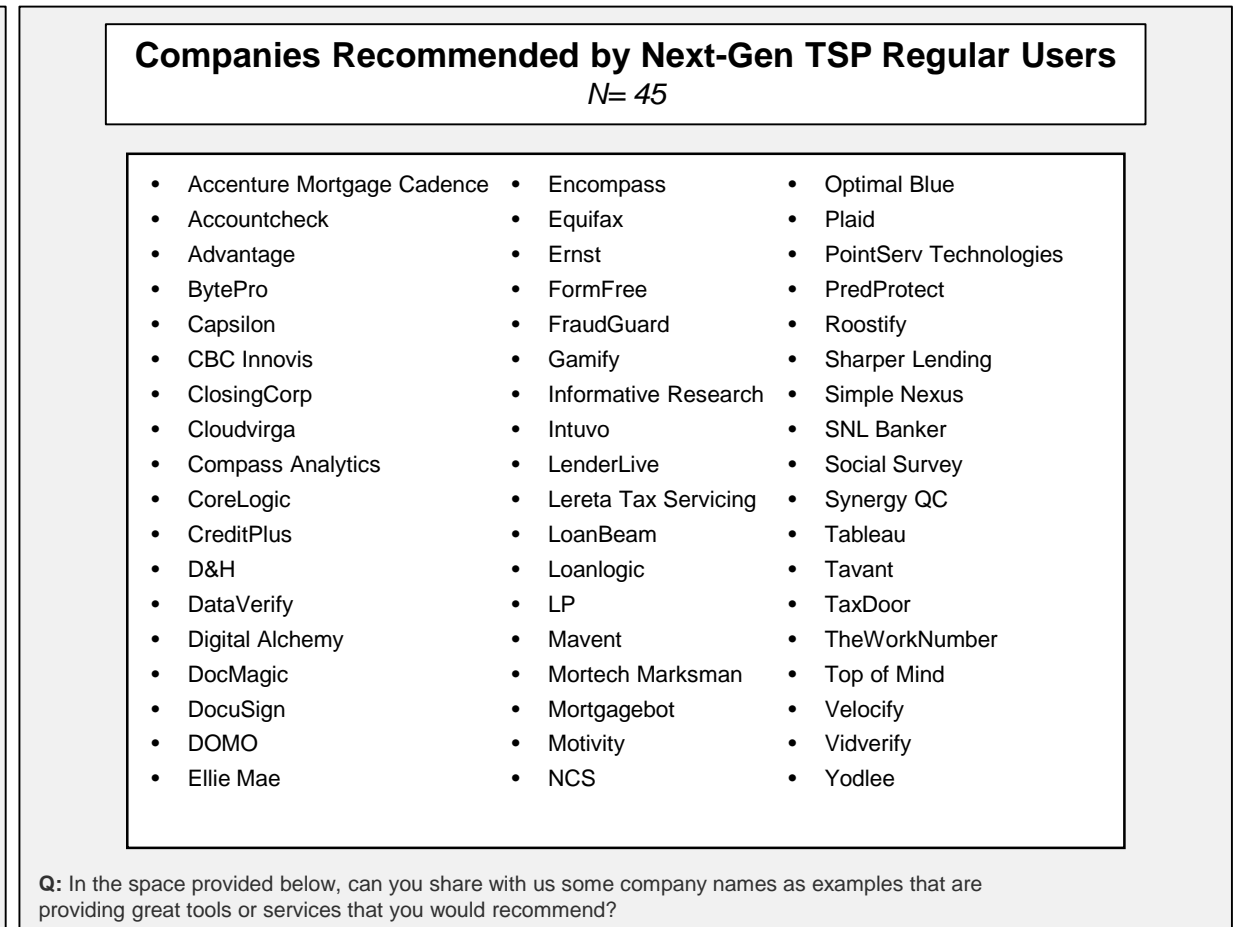 Companies Recommended by Next-Gen TSP Regular Users
N= 45
• Accenture Mortgage Cadence
• Accountcheck
• Advantage
• BytePro
• Capsilon
• CBC Innovis
• ClosingCorp
• Cloudvirga
• Compass Analytics
• CoreLogic
• CreditPlus
• D&H
• DataVerify
• Digital Alchemy
• DocMagic
• DocuSign
• DOMO
• Ellie Mae
• Encompass
• Equifax
• Ernst
• FormFree
• FraudGuard
• Gamify
• Informative Research
• Intuvo
• LenderLive
• Lereta Tax Servicing
• LoanBeam
• Loanlogic
• LP
• Mavent
• Mortech Marksman
• Mortgagebot
• Motivity
• NCS
• Optimal Blue
• Plaid
• PointServ Technologies
• PredProtect
• Roostify
• Sharper Lending
• Simple Nexus
• SNL Banker
• Social Survey
• Synergy QC
• Tableau
• Tavant
• TaxDoor
• TheWorkNumber
• Top of Mind
• Velocify
• Vidverify
• Yodlee
Q: In the space provided below, can you share with us some company names as examples that are
providing great tools or services that you would recommend?